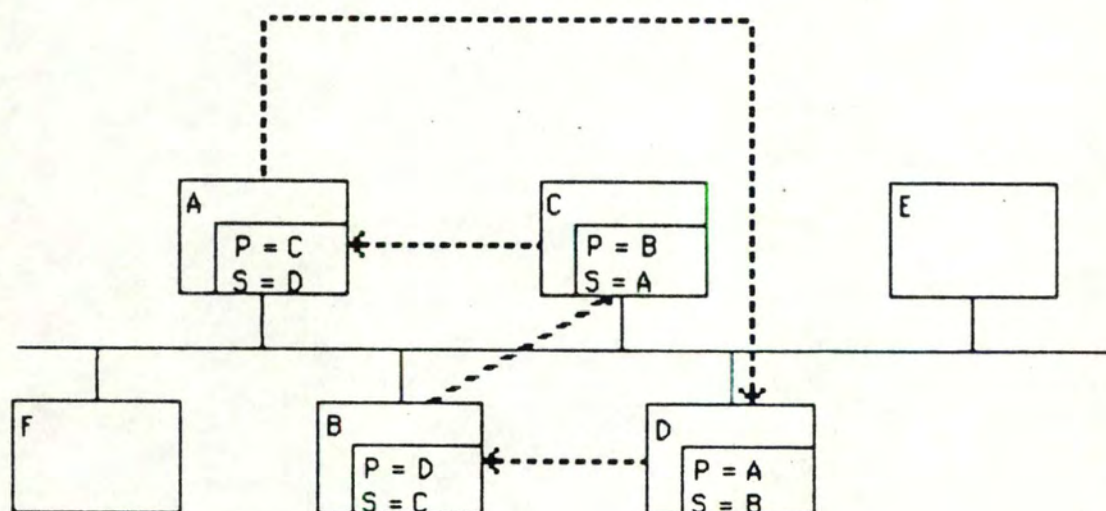 A
P = C
S = D
C
P = B
S = A
E
F
B
P = D
S = C
D
P = A
S = B